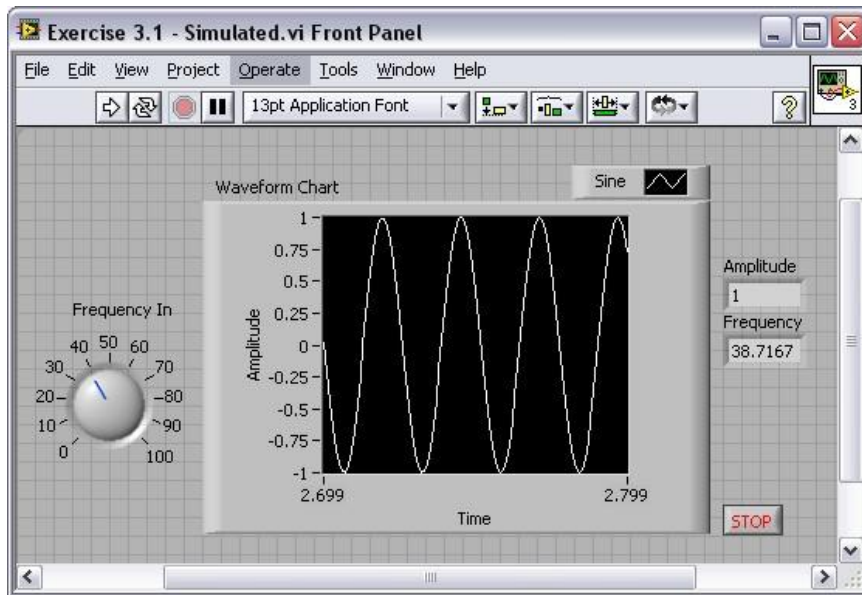 Exercise 3.1 - Simulated.vi Front Panel
File Edit View Project Operate Tools Window Help
13pt Application Font
3
Waveform Chart
Sine
1
0.75
0.5
0.25
0
-0.25
-0.5
-0.75
-1
Amplitude
2.699 2.799
Time
Frequency In
0 10 20 30 40 50 60 70 80 90 100
Amplitude
1
Frequency
38.7167
STOP